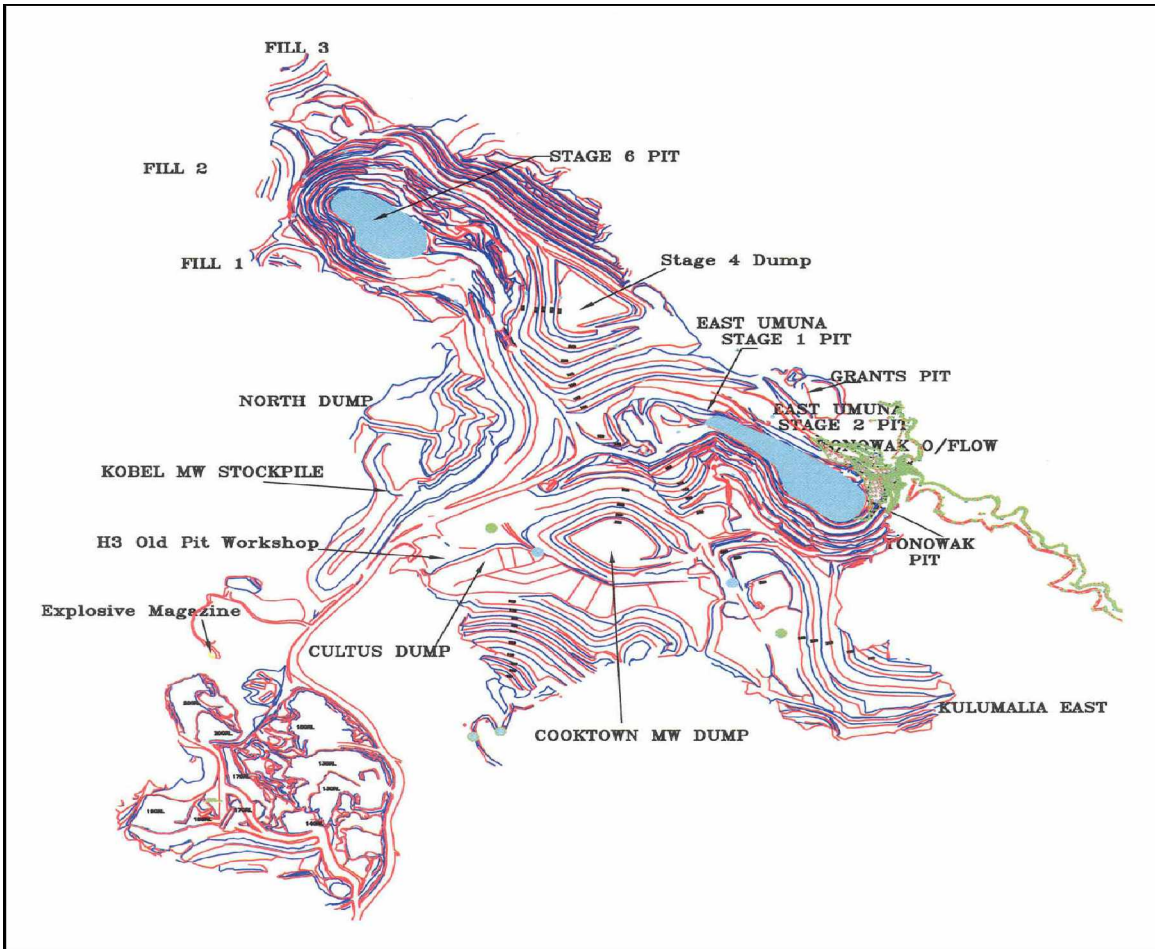 FILL 3
STAGE 6 PIT
FILL 2
FILL 1
Stage 4 Dump
EAST UMUNA
STAGE 1 PIT
GRANTS PIT
NORTH DUMP
EAST UMUNA
STAGE 2 PIT
TONOWAK O/FLOW
KOBEL MW STOCKPILE
H3 Old Pit Workshop
TONOWAK
PIT
Explosive Magazine
CULTUS DUMP
KULUMALIA EAST
COOKTOWN MW DUMP